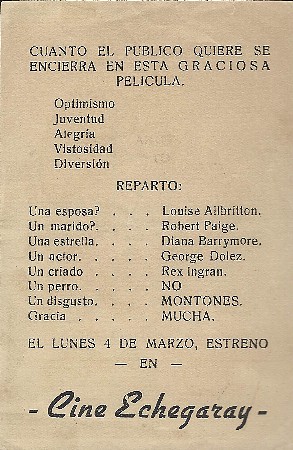 CUANTO EL PUBLICO QUIERE SE
ENCIERRA EN ESTA GRACIOSA
PELICULA.
Optimismo
Juventud
Alegría
Vistosidad
Diversión
REPARTO:
Una esposa? . . . Louise Allbritton.
Un marido? . . . Robert Paige.
Una estrella. . . . Diana Barrymore.
Un actor. . . . . George Dolez.
Un criado . . . . Rex Ingran.
Un perro. . . . . NO
Un disgusto. . . . MONTONES.
Gracia . . . . . MUCHA.
EL LUNES 4 DE MARZO, ESTRENO
— EN —
- Cine Echegaray -